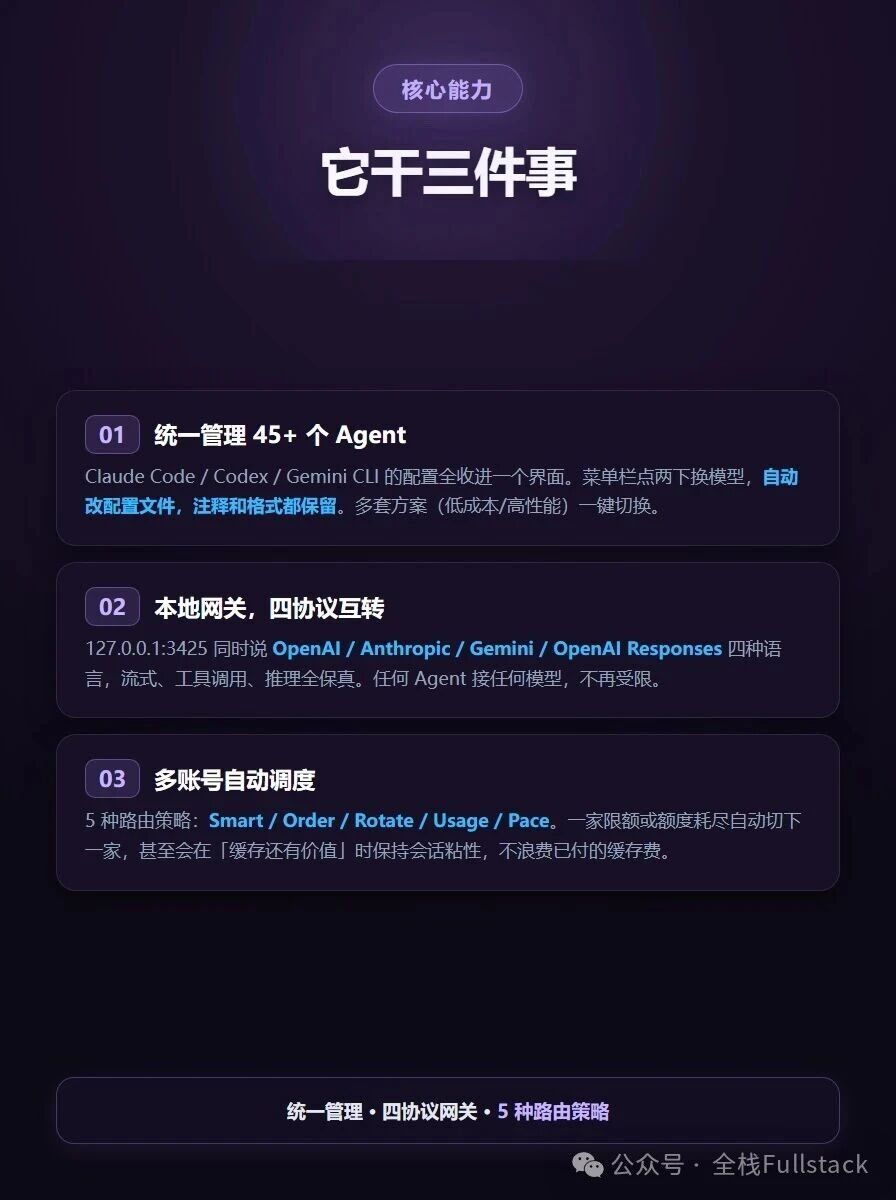 核心能力
它干三件事
01 统一管理 45+ 个 Agent
Claude Code / Codex / Gemini CLI 的配置全收进一个界面。菜单栏点两下换模型，自动
改配置文件，注释和格式都保留。多套方案（低成本/高性能）一键切换。
02 本地网关，四协议互转
127.0.0.1:3425 同时说 OpenAI / Anthropic / Gemini / OpenAI Responses 四种语
言，流式、工具调用、推理全保真。任何 Agent 接任何模型，不再受限。
03 多账号自动调度
5 种路由策略：Smart / Order / Rotate / Usage / Pace。一家限额或额度耗尽自动切下
一家，甚至会在「缓存还有价值」时保持会话粘性，不浪费已付的缓存费。
统一管理 • 四协议网关 • 5 种路由策略
公众号 · 全栈Fullstack